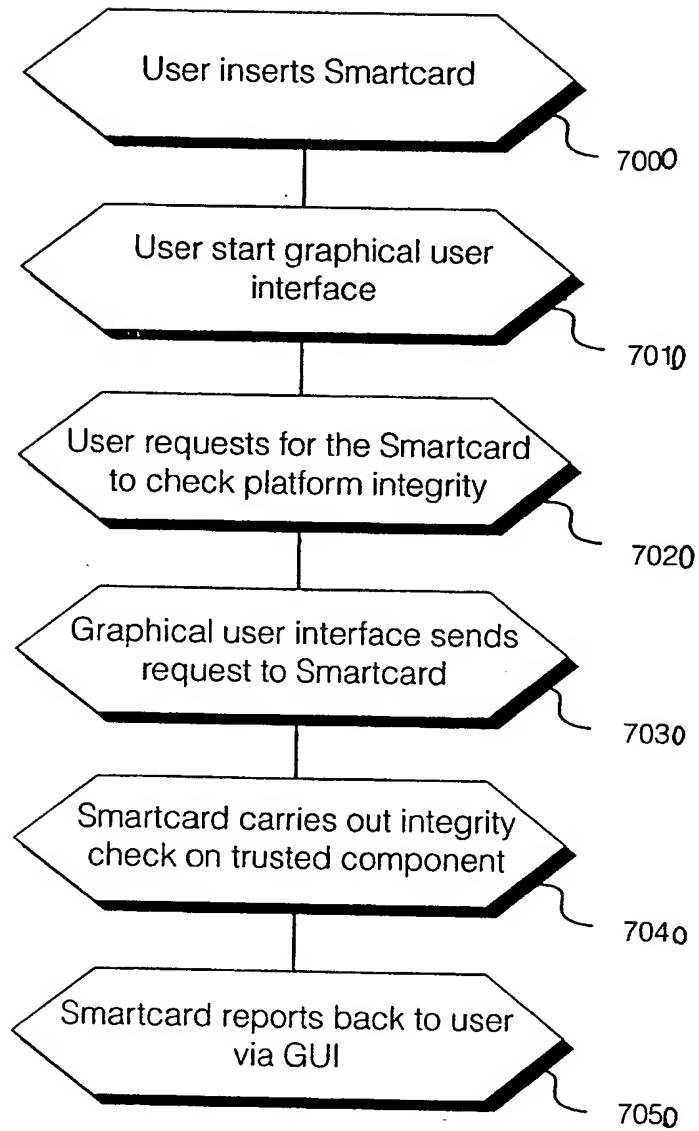 User inserts Smartcard
7000
User start graphical user
interface
7010
User requests for the Smartcard
to check platform integrity
7020
Graphical user interface sends
request to Smartcard
7030
Smartcard carries out integrity
check on trusted component
7040
Smartcard reports back to user
via GUI
7050